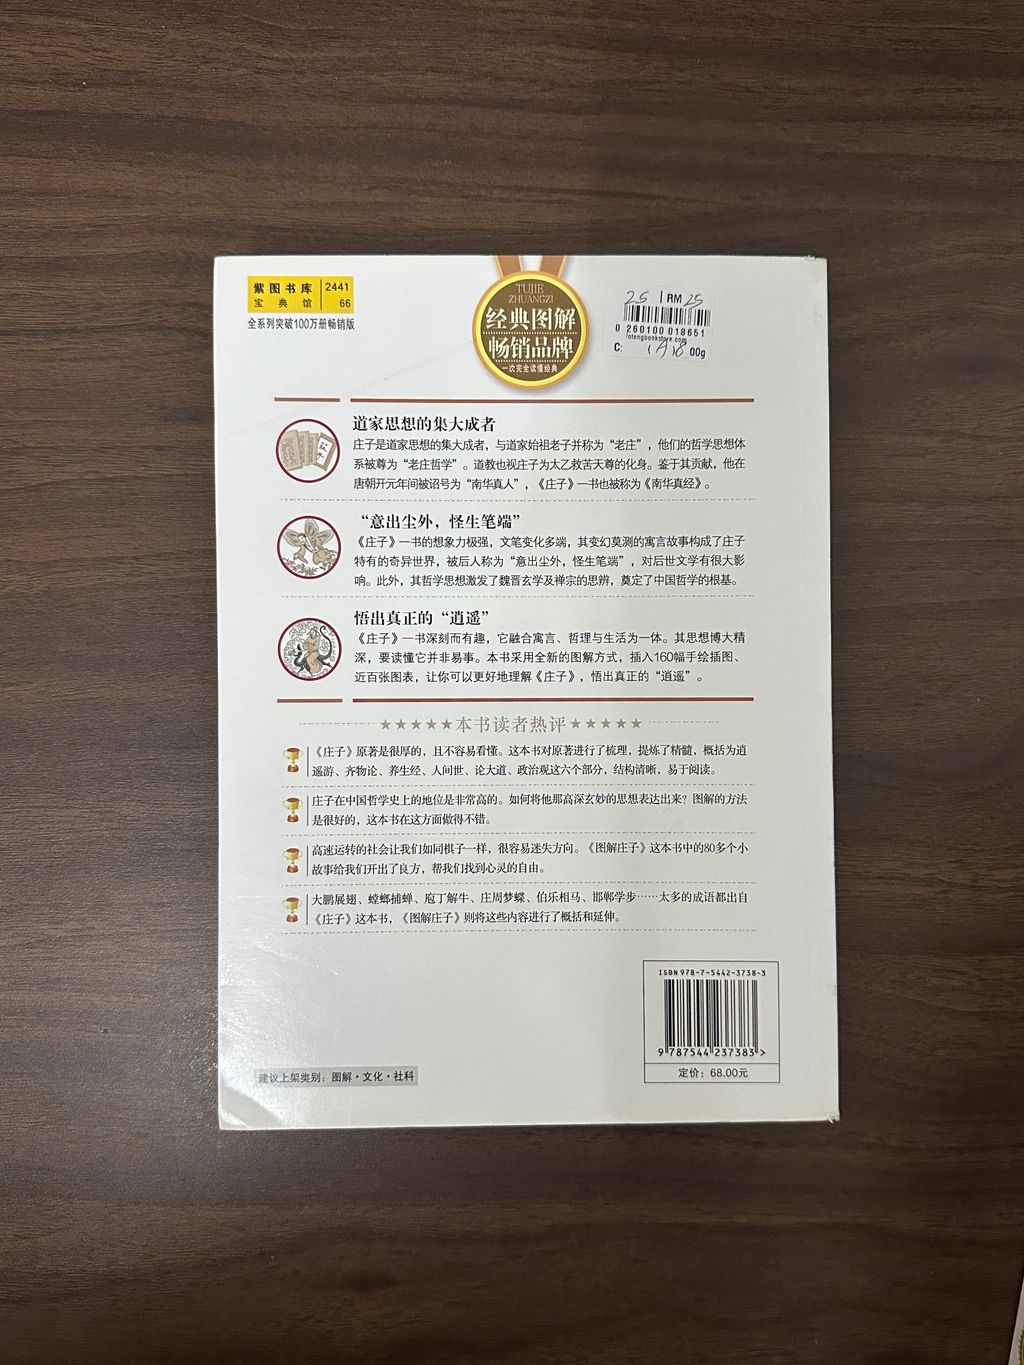 紫图书库 2441
宝典馆 66
全系列突破100万册畅销版
TUJIE
ZHUANGZI
经典图解
畅销品牌
一次完全读懂经典
25 RM 25
0 260100 018651
lotengbookstore.com
C: 00g
道家思想的集大成者
庄子是道家思想的集大成者，与道家始祖老子并称为“老庄”，他们的哲学思想体
系被尊为“老庄哲学”。道教也视庄子为太乙救苦天尊的化身。鉴于其贡献，他在
唐朝开元年间被诏号为“南华真人”，《庄子》一书也被称为《南华真经》。
“意出尘外，怪生笔端”
《庄子》一书的想象力极强，文笔变化多端，其变幻莫测的寓言故事构成了庄子
特有的奇异世界，被后人称为“意出尘外，怪生笔端”，对后世文学有很大影
响。此外，其哲学思想激发了魏晋玄学及禅宗的思辨，奠定了中国哲学的根基。
悟出真正的“逍遥”
《庄子》一书深刻而有趣，它融合寓言、哲理与生活为一体。其思想博大精
深，要读懂它并非易事。本书采用全新的图解方式，插入160幅手绘插图、
近百张图表，让你可以更好地理解《庄子》，悟出真正的“逍遥”。
★★★★★本书读者热评★★★★★
《庄子》原著是很厚的，且不容易看懂。这本书对原著进行了梳理，提炼了精髓，概括为逍
遥游、齐物论、养生经、人间世、论大道、政治观这六个部分，结构清晰，易于阅读。
庄子在中国哲学史上的地位是非常高的。如何将他那高深玄妙的思想表达出来？图解的方法
是很好的，这本书在这方面做得不错。
高速运转的社会让我们如同棋子一样，很容易迷失方向。《图解庄子》这本书中的80多个小
故事给我们开出了良方，帮我们找到心灵的自由。
大鹏展翅、螳螂捕蝉、庖丁解牛、庄周梦蝶、伯乐相马、邯郸学步……太多的成语都出自
《庄子》这本书，《图解庄子》则将这些内容进行了概括和延伸。
ISBN 978-7-5442-3738-3
9 787544 237383 >
定价：68.00元
建议上架类别：图解·文化·社科